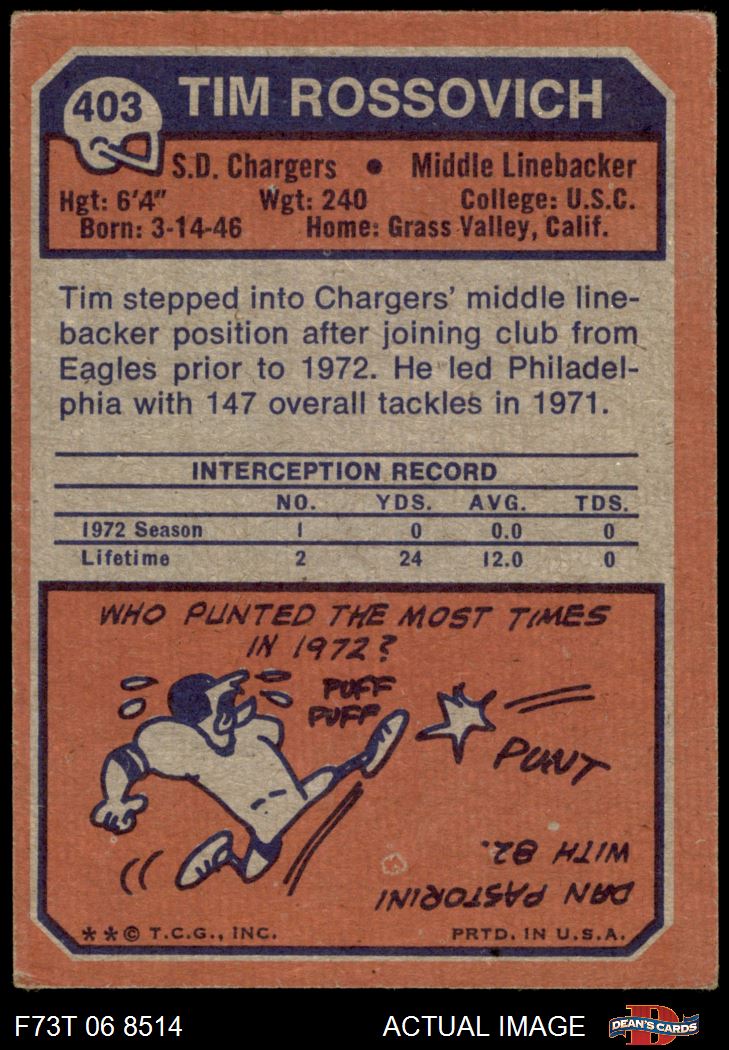 403 TIM ROSSOVICH
S.D. Chargers • Middle Linebacker
Hgt: 6'4" Wgt: 240 College: U.S.C.
Born: 3-14-46 Home: Grass Valley, Calif.
Tim stepped into Chargers' middle line-
backer position after joining club from
Eagles prior to 1972. He led Philadel-
phia with 147 overall tackles in 1971.
INTERCEPTION RECORD
NO. YDS. AVG. TDS.
1972 Season 1 0 0.0 0
Lifetime 2 24 12.0 0
WHO PUNTED THE MOST TIMES
IN 1972?
PUFF
PUFF
PUNT
DAN PASTORINI
WITH 82.
**© T.C.G., INC. PRTD. IN U.S.A.
F73T 06 8514 ACTUAL IMAGE D DEAN'S CARDS